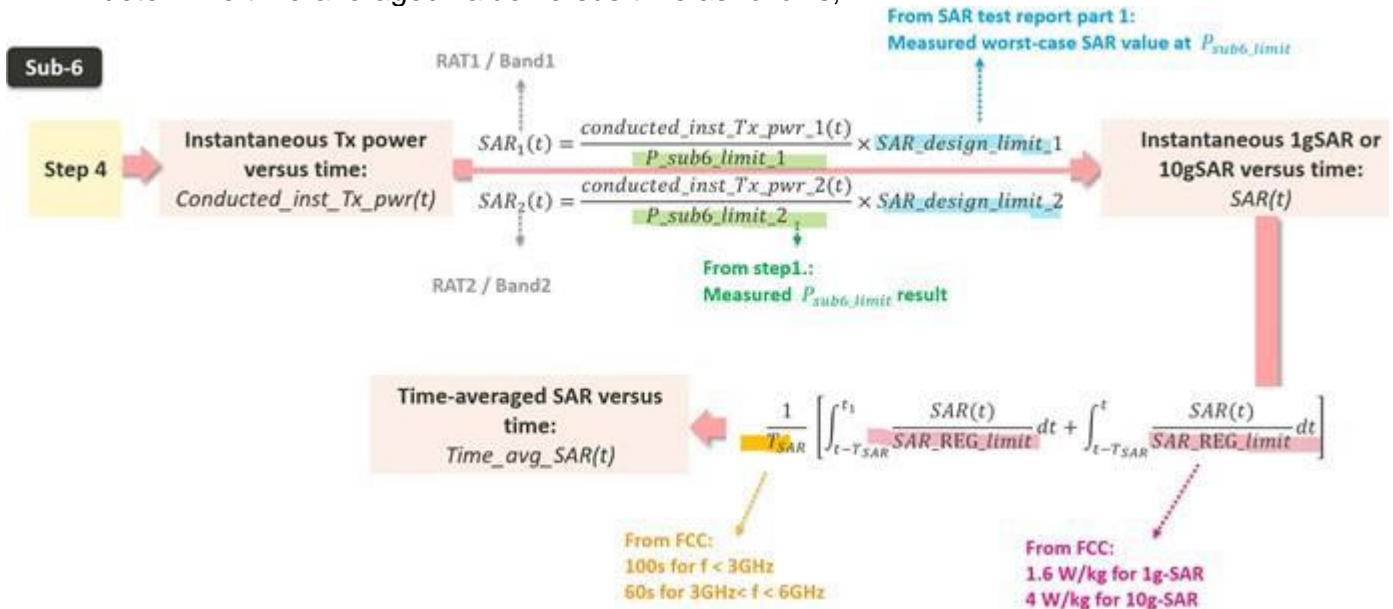 From SAR test report part 1:
Measured worst-case SAR value at P_sub6_limit
Sub-6
RAT1 / Band1
Step 4
Instantaneous Tx power
versus time:
Conducted_inst_Tx_pwr(t)
SAR₁(t) = conducted_inst_Tx_pwr_1(t) / P_sub6_limit_1 × SAR_design_limit_1
SAR₂(t) = conducted_inst_Tx_pwr_2(t) / P_sub6_limit_2 × SAR_design_limit_2
Instantaneous 1gSAR or
10gSAR versus time:
SAR(t)
RAT2 / Band2
From step1.:
Measured P_sub6_limit result
Time-averaged SAR versus
time:
Time_avg_SAR(t)
1/T_SAR [∫_{t-T_SAR}^{t₁} SAR(t)/SAR_REG_limit dt + ∫_{t-T_SAR}^{t} SAR(t)/SAR_REG_limit dt]
From FCC:
100s for f < 3GHz
60s for 3GHz< f < 6GHz
From FCC:
1.6 W/kg for 1g-SAR
4 W/kg for 10g-SAR